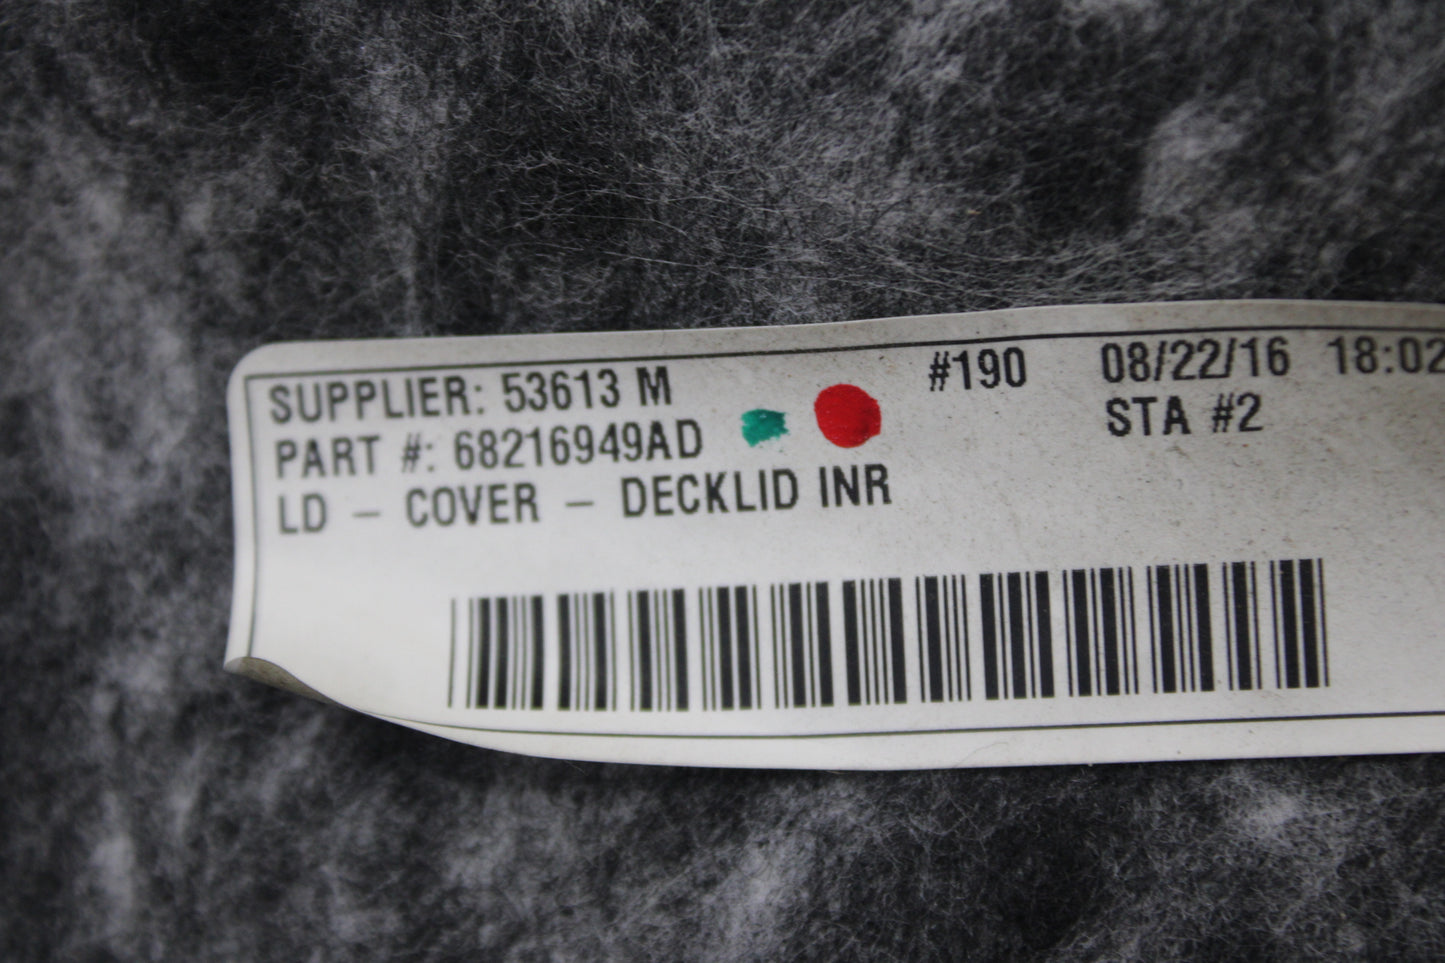 SUPPLIER: 53613 M
PART #: 68216949AD
LD - COVER - DECKLID INR
#190 08/22/16 18:02
STA #2